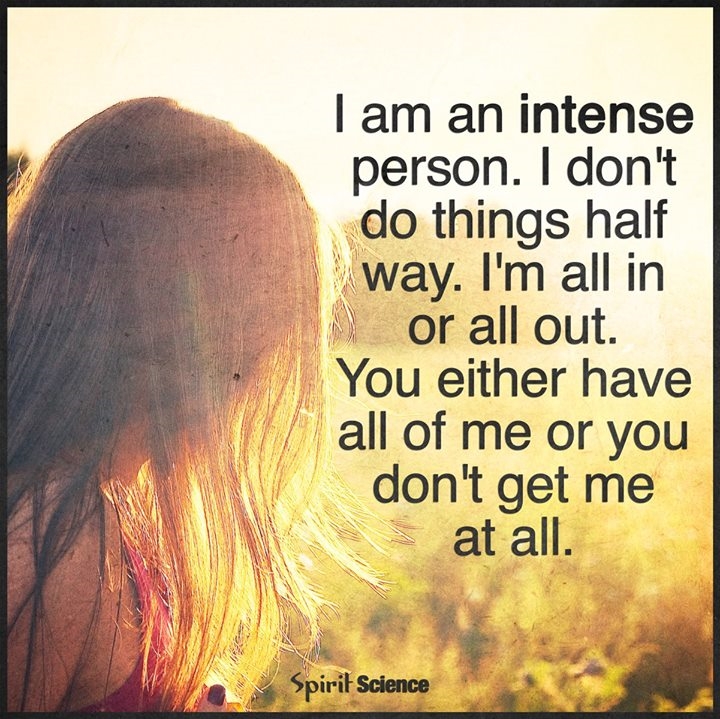 I am an intense
person. I don't
do things half
way. I'm all in
or all out.
You either have
all of me or you
don't get me
at all.
Spirit Science